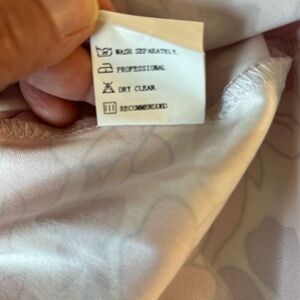 WASH SEPARATELY.
PROFESSIONAL
DRY CLEAN.
RECOMMENDED